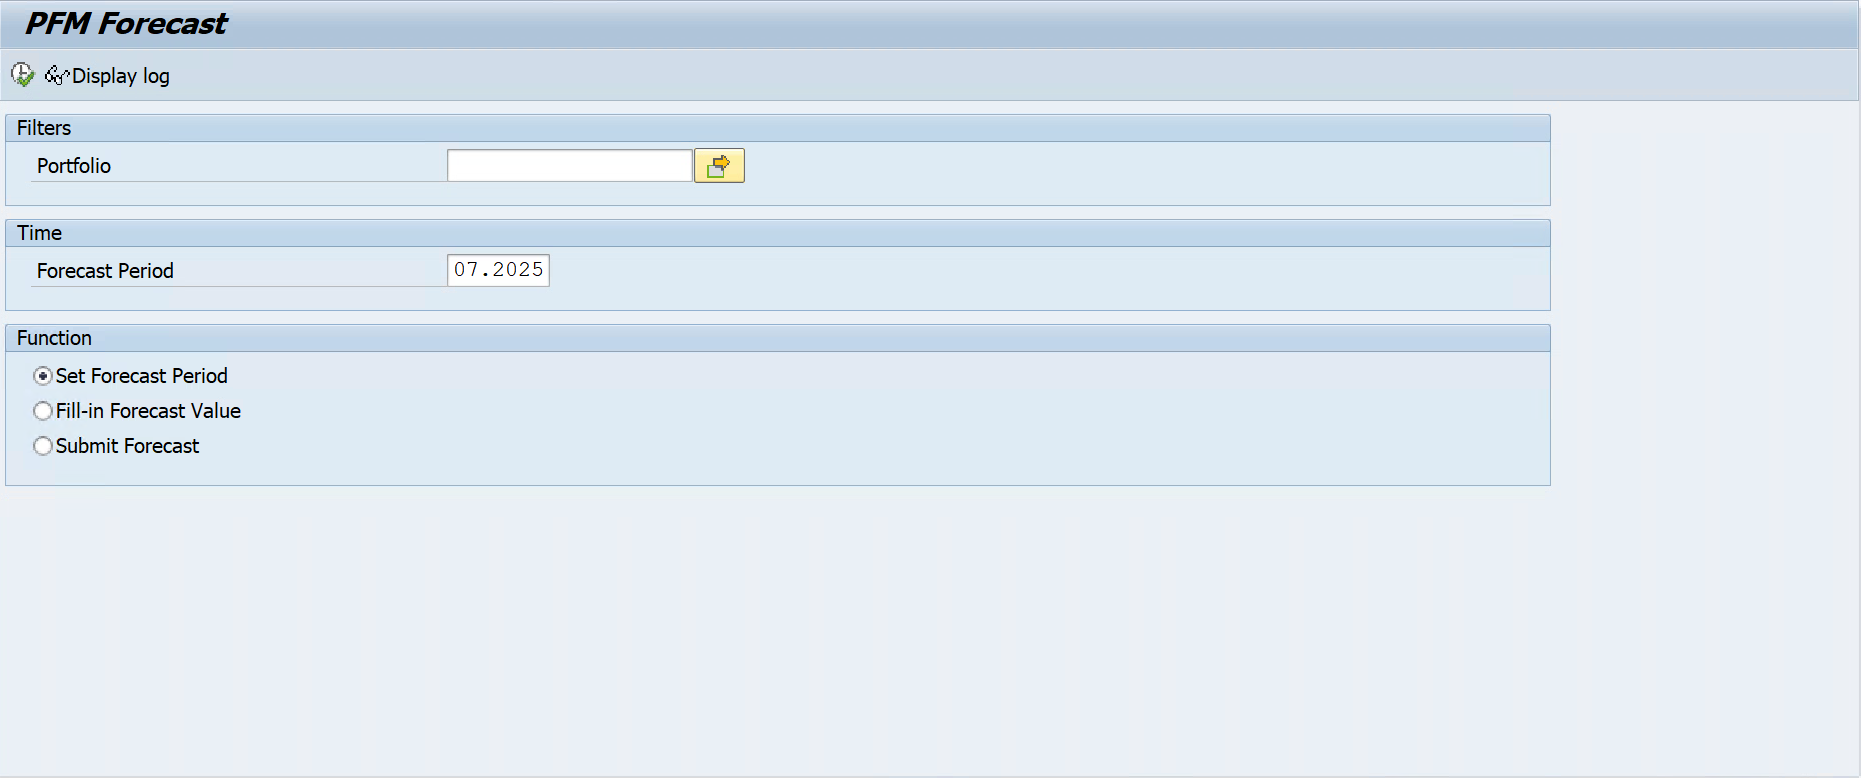 PFM Forecast
Display log
Filters
Portfolio
Time
Forecast Period 07.2025
Function
Set Forecast Period
Fill-in Forecast Value
Submit Forecast